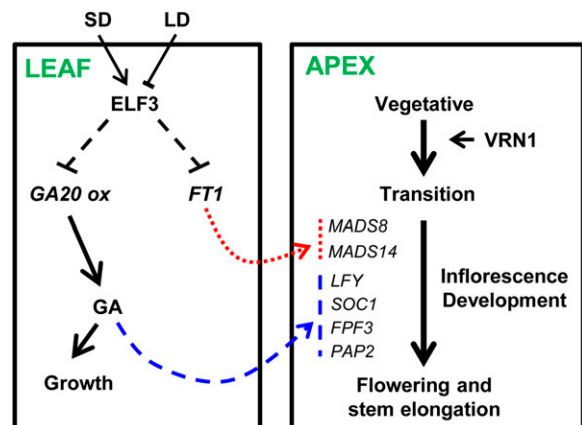 SD LD
LEAF
ELF3
GA20 ox
FT1
GA
Growth
APEX
Vegetative
VRN1
Transition
MADS8
MADS14
LFY
SOC1
FPF3
PAP2
Inflorescence
Development
Flowering and
stem elongation